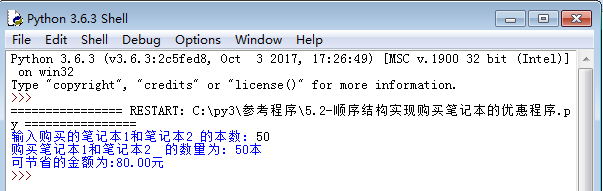 Python 3.6.3 Shell
File Edit Shell Debug Options Window Help
Python 3.6.3 (v3.6.3:2c5fed8, Oct  3 2017, 17:26:49) [MSC v.1900 32 bit (Intel)]
 on win32
Type "copyright", "credits" or "license()" for more information.
>>>
================ RESTART: C:\py3\参考程序\5.2-顺序结构实现购买笔记本的优惠程序.p
y ================
输入购买的笔记本1和笔记本2 的本数: 50
购买笔记本1和笔记本2  的数量为: 50本
可节省的金额为:80.00元
>>>